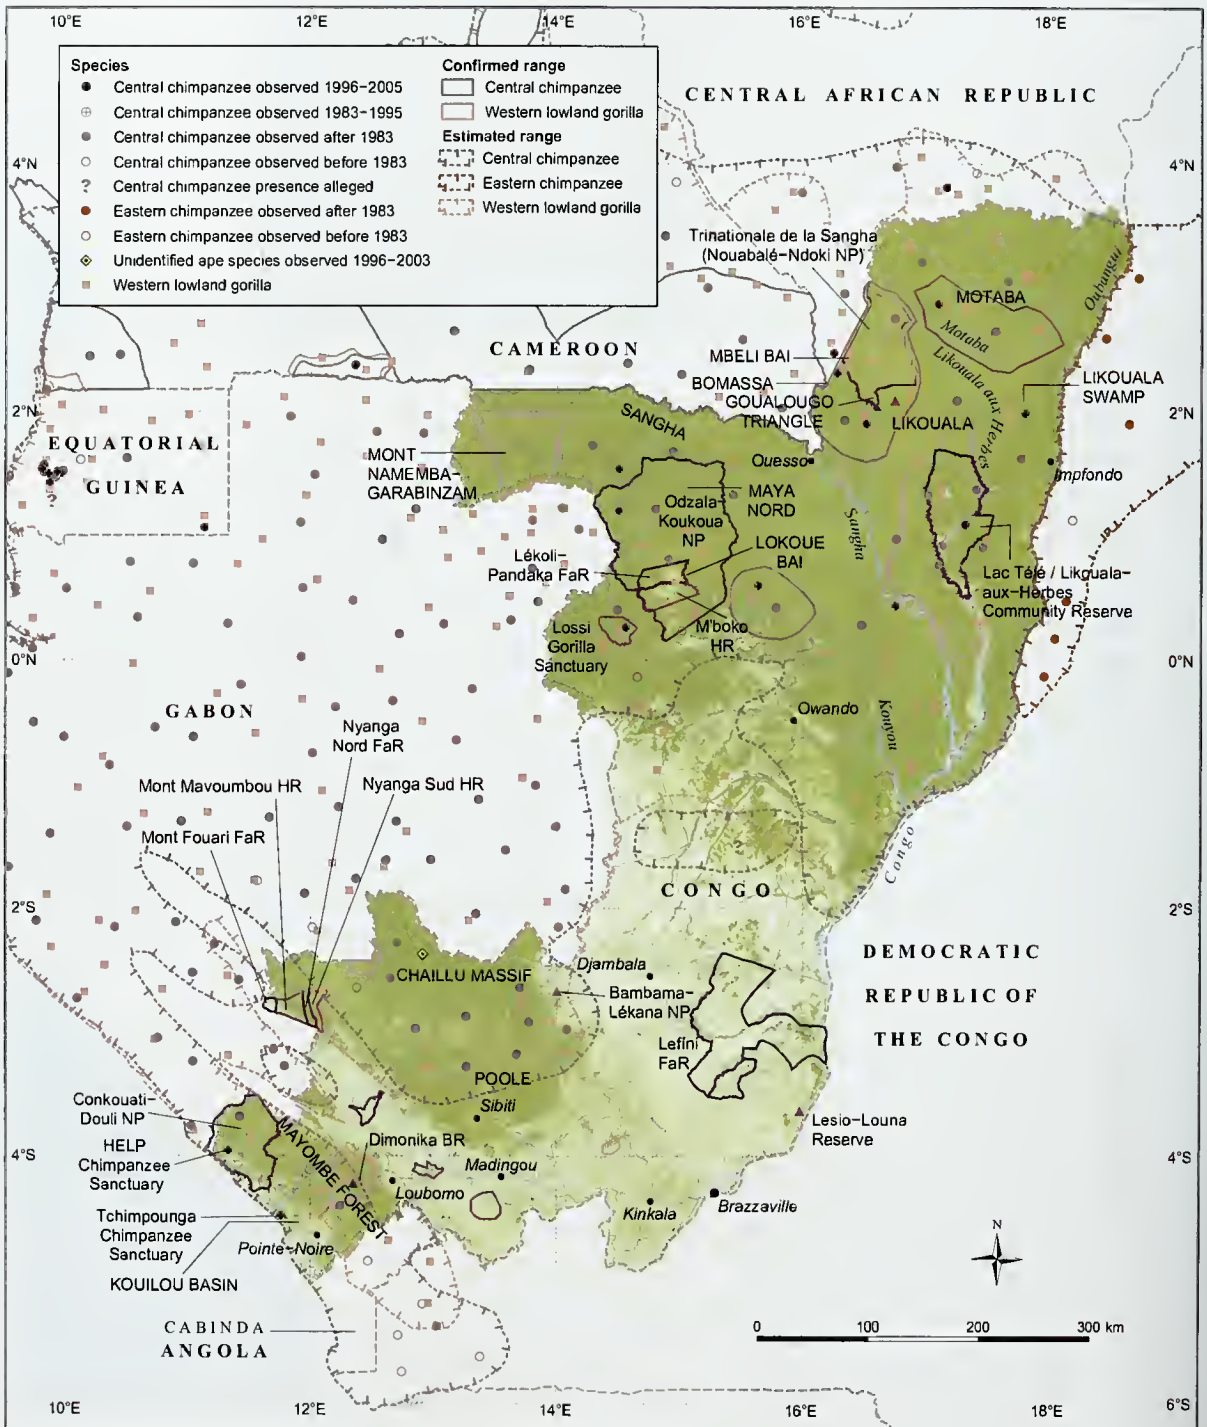 10°E 12°E 14°E 16°E 18°E
Species
Central chimpanzee observed 1996–2005
Central chimpanzee observed 1983–1995
Central chimpanzee observed after 1983
Central chimpanzee observed before 1983
? Central chimpanzee presence alleged
Eastern chimpanzee observed after 1983
Eastern chimpanzee observed before 1983
Unidentified ape species observed 1996–2003
Western lowland gorilla
Confirmed range
Central chimpanzee
Western lowland gorilla
Estimated range
Central chimpanzee
Eastern chimpanzee
Western lowland gorilla
CENTRAL AFRICAN REPUBLIC
4°N 4°N
Trinationale de la Sangha
(Nouabalé-Ndoki NP)
Oubangui
MOTABA
Motaba
CAMEROON
MBELI BAI
Likouala aux Herbes
BOMASSA
GOUALOUGO
TRIANGLE
LIKOUALA
LIKOUALA
SWAMP
2°N 2°N
SANGHA
EQUATORIAL
GUINEA
?
MONT
NAMEMBA-
GARABINZAM
Ouesso
Impfondo
Odzala-
Koukoua
NP
MAYA
NORD
Sangha
Lékoli-
Pandaka FaR
LOKOUE
BAI
Lac Télé / Likouala-
aux-Herbes
Community Reserve
Lossi
Gorilla
Sanctuary
M'boko
HR
0°N 0°N
GABON
Owando
Kouyou
Nyanga
Nord FaR
Mont Mavoumbou HR
Nyanga Sud HR
Mont Fouari FaR
?
Congo
CONGO
2°S 2°S
DEMOCRATIC
REPUBLIC OF
THE CONGO
CHAILLU MASSIF
Djambala
Bambama-
Lékana NP
Lefini
FaR
POOLE
Sibiti
Lesio-Louna
Reserve
Conkouati-
Douli NP
HELP
Chimpanzee
Sanctuary
MAYOMBE FOREST
Dimonika BR
4°S 4°S
Madingou
Loubomo
Kinkala
Brazzaville
Tchimpounga
Chimpanzee
Sanctuary
Pointe-Noire
KOUILOU BASIN
N
CABINDA
ANGOLA
0 100 200 300 km
10°E 12°E 14°E 16°E 18°E
6°S